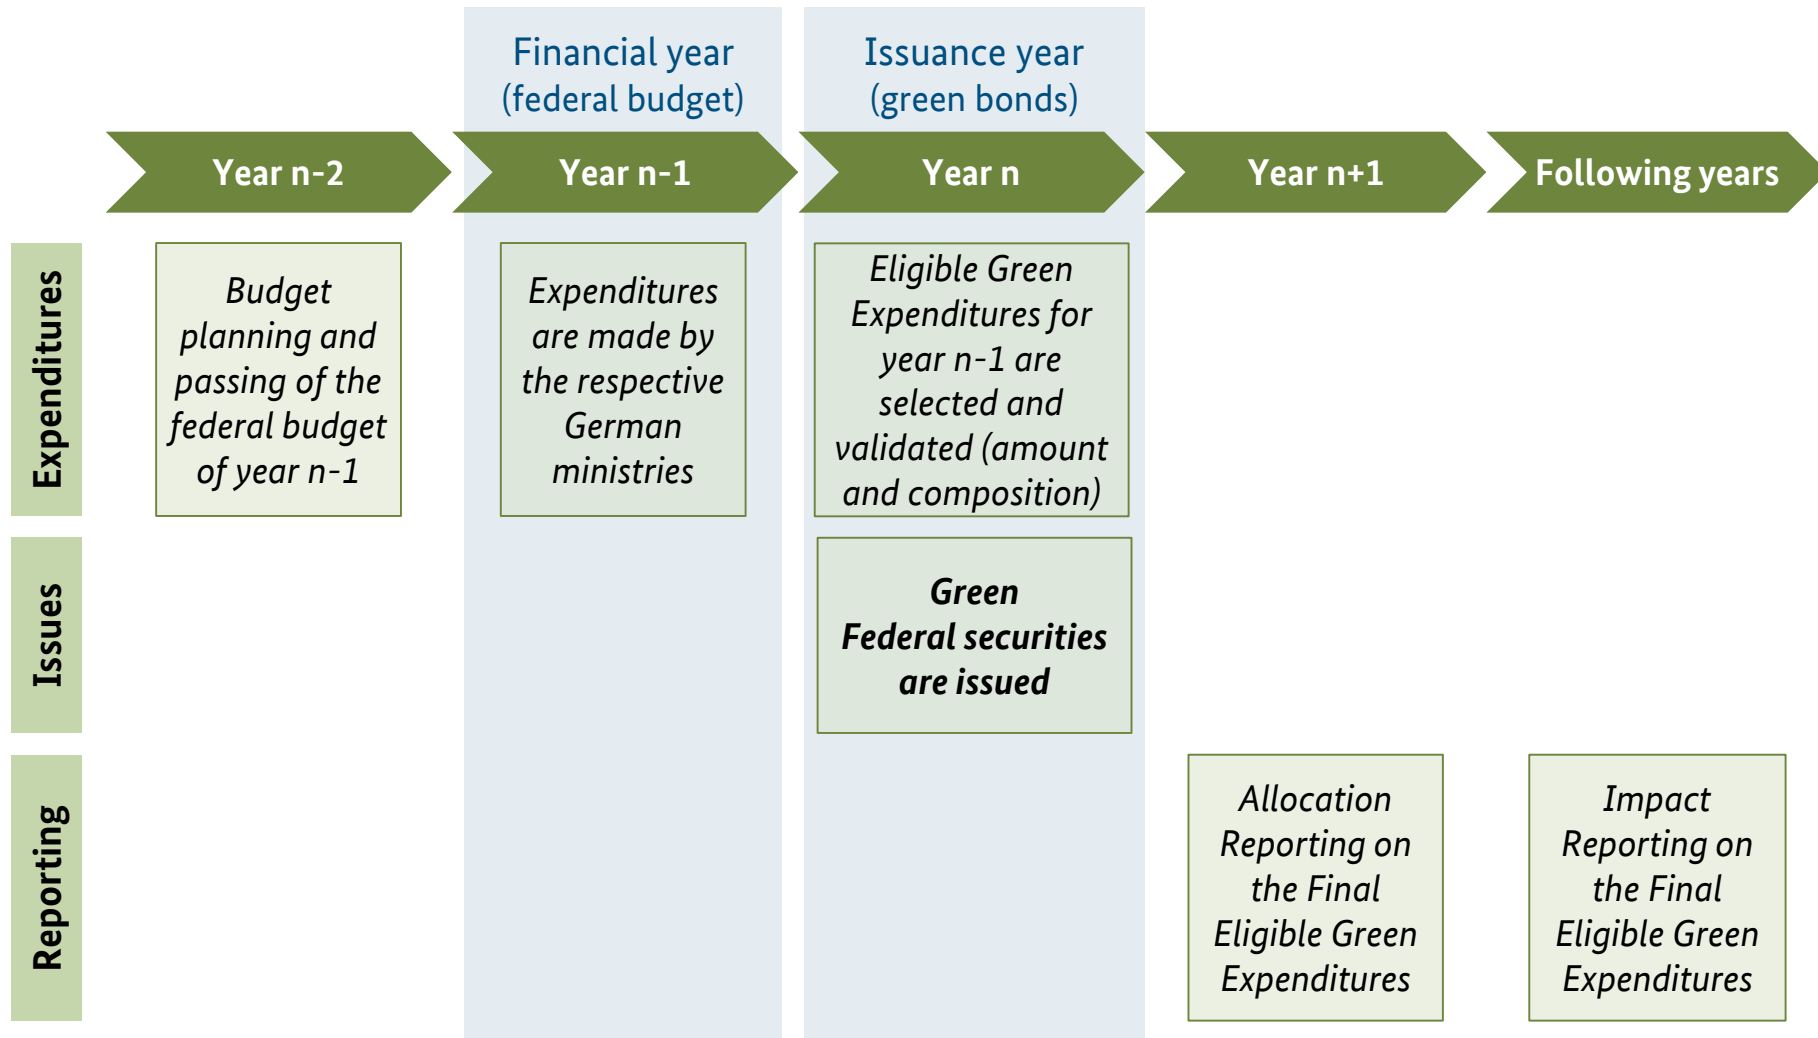 Financial year
(federal budget)
Issuance year
(green bonds)
Year n-2
Year n-1
Year n
Year n+1
Following years
Expenditures
Budget
planning and
passing of the
federal budget
of year n-1
Expenditures
are made by
the respective
German
ministries
Eligible Green
Expenditures for
year n-1 are
selected and
validated (amount
and composition)
Issues
Green
Federal securities
are issued
Reporting
Allocation
Reporting on
the Final
Eligible Green
Expenditures
Impact
Reporting on
the Final
Eligible Green
Expenditures